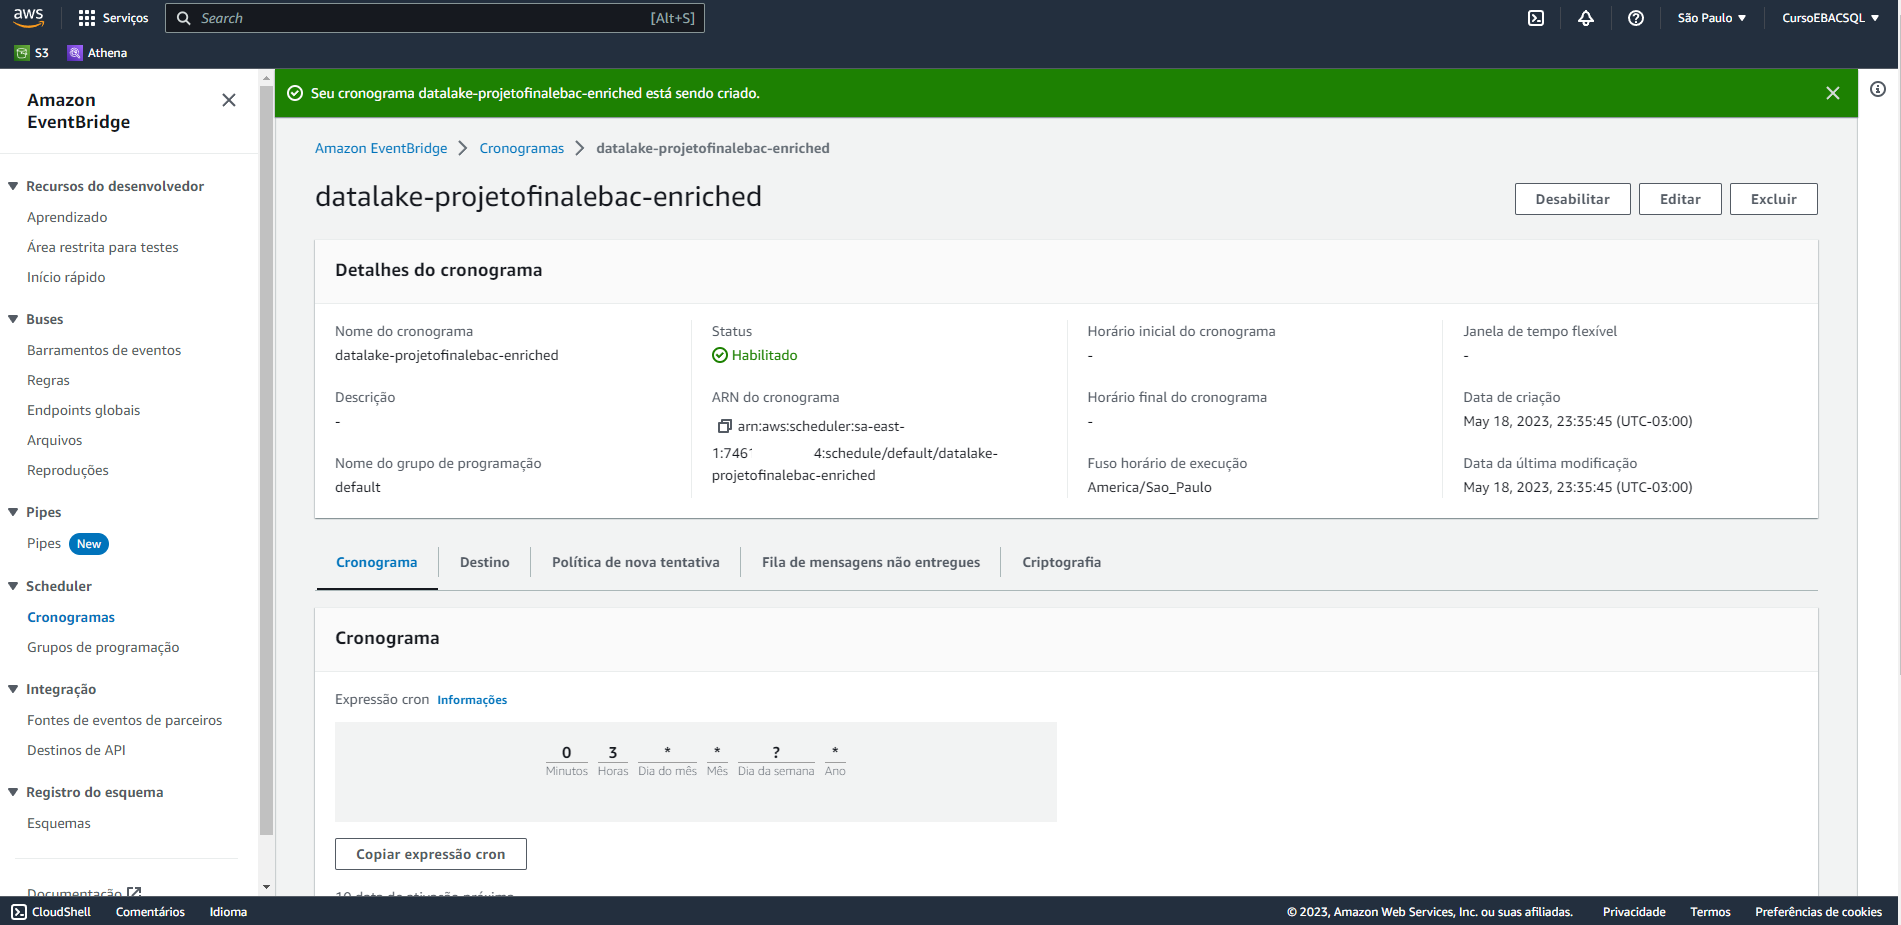 aws
Serviços
Search
[Alt+S]
São Paulo
CursoEBACSQL
S3
Athena
Amazon
EventBridge
Recursos do desenvolvedor
Aprendizado
Área restrita para testes
Início rápido
Buses
Barramentos de eventos
Regras
Endpoints globais
Arquivos
Reproduções
Pipes
Pipes New
Scheduler
Cronogramas
Grupos de programação
Integração
Fontes de eventos de parceiros
Destinos de API
Registro do esquema
Esquemas
Documentação
Seu cronograma datalake-projetofinalebac-enriched está sendo criado.
Amazon EventBridge
Cronogramas
datalake-projetofinalebac-enriched
datalake-projetofinalebac-enriched
Desabilitar
Editar
Excluir
Detalhes do cronograma
Nome do cronograma
datalake-projetofinalebac-enriched
Descrição
-
Nome do grupo de programação
default
Status
Habilitado
ARN do cronograma
arn:aws:scheduler:sa-east-
1:746 4:schedule/default/datalake-
projetofinalebac-enriched
Horário inicial do cronograma
-
Horário final do cronograma
-
Fuso horário de execução
America/Sao_Paulo
Janela de tempo flexível
-
Data de criação
May 18, 2023, 23:35:45 (UTC-03:00)
Data da última modificação
May 18, 2023, 23:35:45 (UTC-03:00)
Cronograma
Destino
Política de nova tentativa
Fila de mensagens não entregues
Criptografia
Cronograma
Expressão cron Informações
0 3 * * ? *
Minutos Horas Dia do mês Mês Dia da semana Ano
Copiar expressão cron
CloudShell
Comentários
Idioma
© 2023, Amazon Web Services, Inc. ou suas afiliadas.
Privacidade
Termos
Preferências de cookies